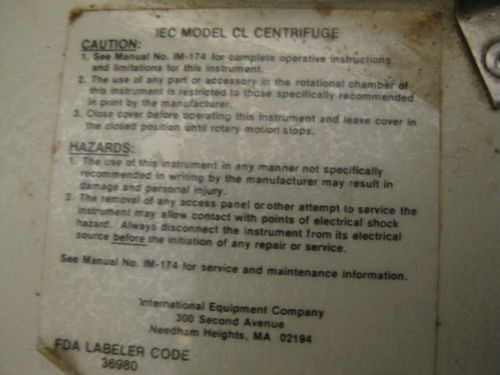 IEC MODEL CL CENTRIFUGE
CAUTION:
1. See Manual No. IM-174 for complete operative instructions
and limitations for this instrument.
2. The use of any part or accessory in the rotational chamber of
this instrument is restricted to those specifically recommended
in print by the manufacturer.
3. Close cover before operating this instrument and leave cover in
the closed position until rotary motion stops.
HAZARDS:
1. The use of this instrument in any manner not specifically
recommended in writing by the manufacturer may result in
damage and personal injury.
2. The removal of any access panel or other attempt to service the
instrument may allow contact with points of electrical shock
hazard. Always disconnect the instrument from its electrical
source before the initiation of any repair or service.
See Manual No. IM-174 for service and maintenance information.
International Equipment Company
300 Second Avenue
Needham Heights, MA 02194
FDA LABELER CODE
36980